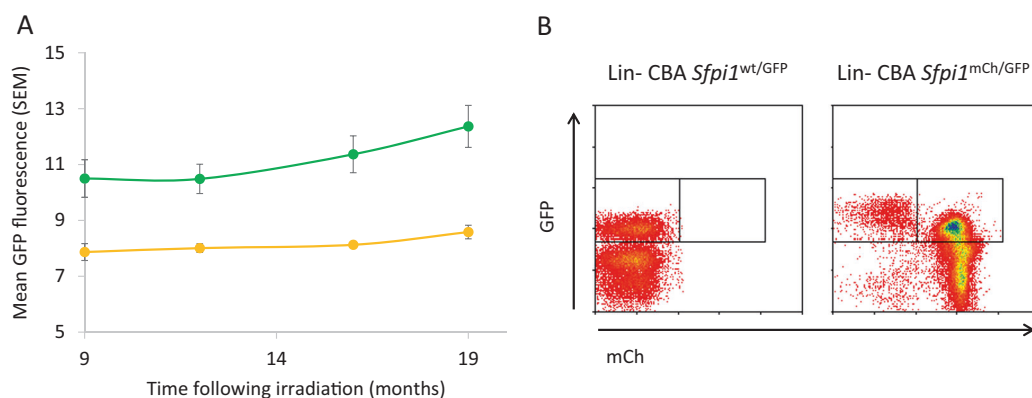 A
Mean GFP fluorescence (SEM)
15
13
11
9
7
5
9
14
19
Time following irradiation (months)
B
Lin- CBA Sfpi1wt/GFP
Lin- CBA Sfpi1mCh/GFP
GFP
mCh